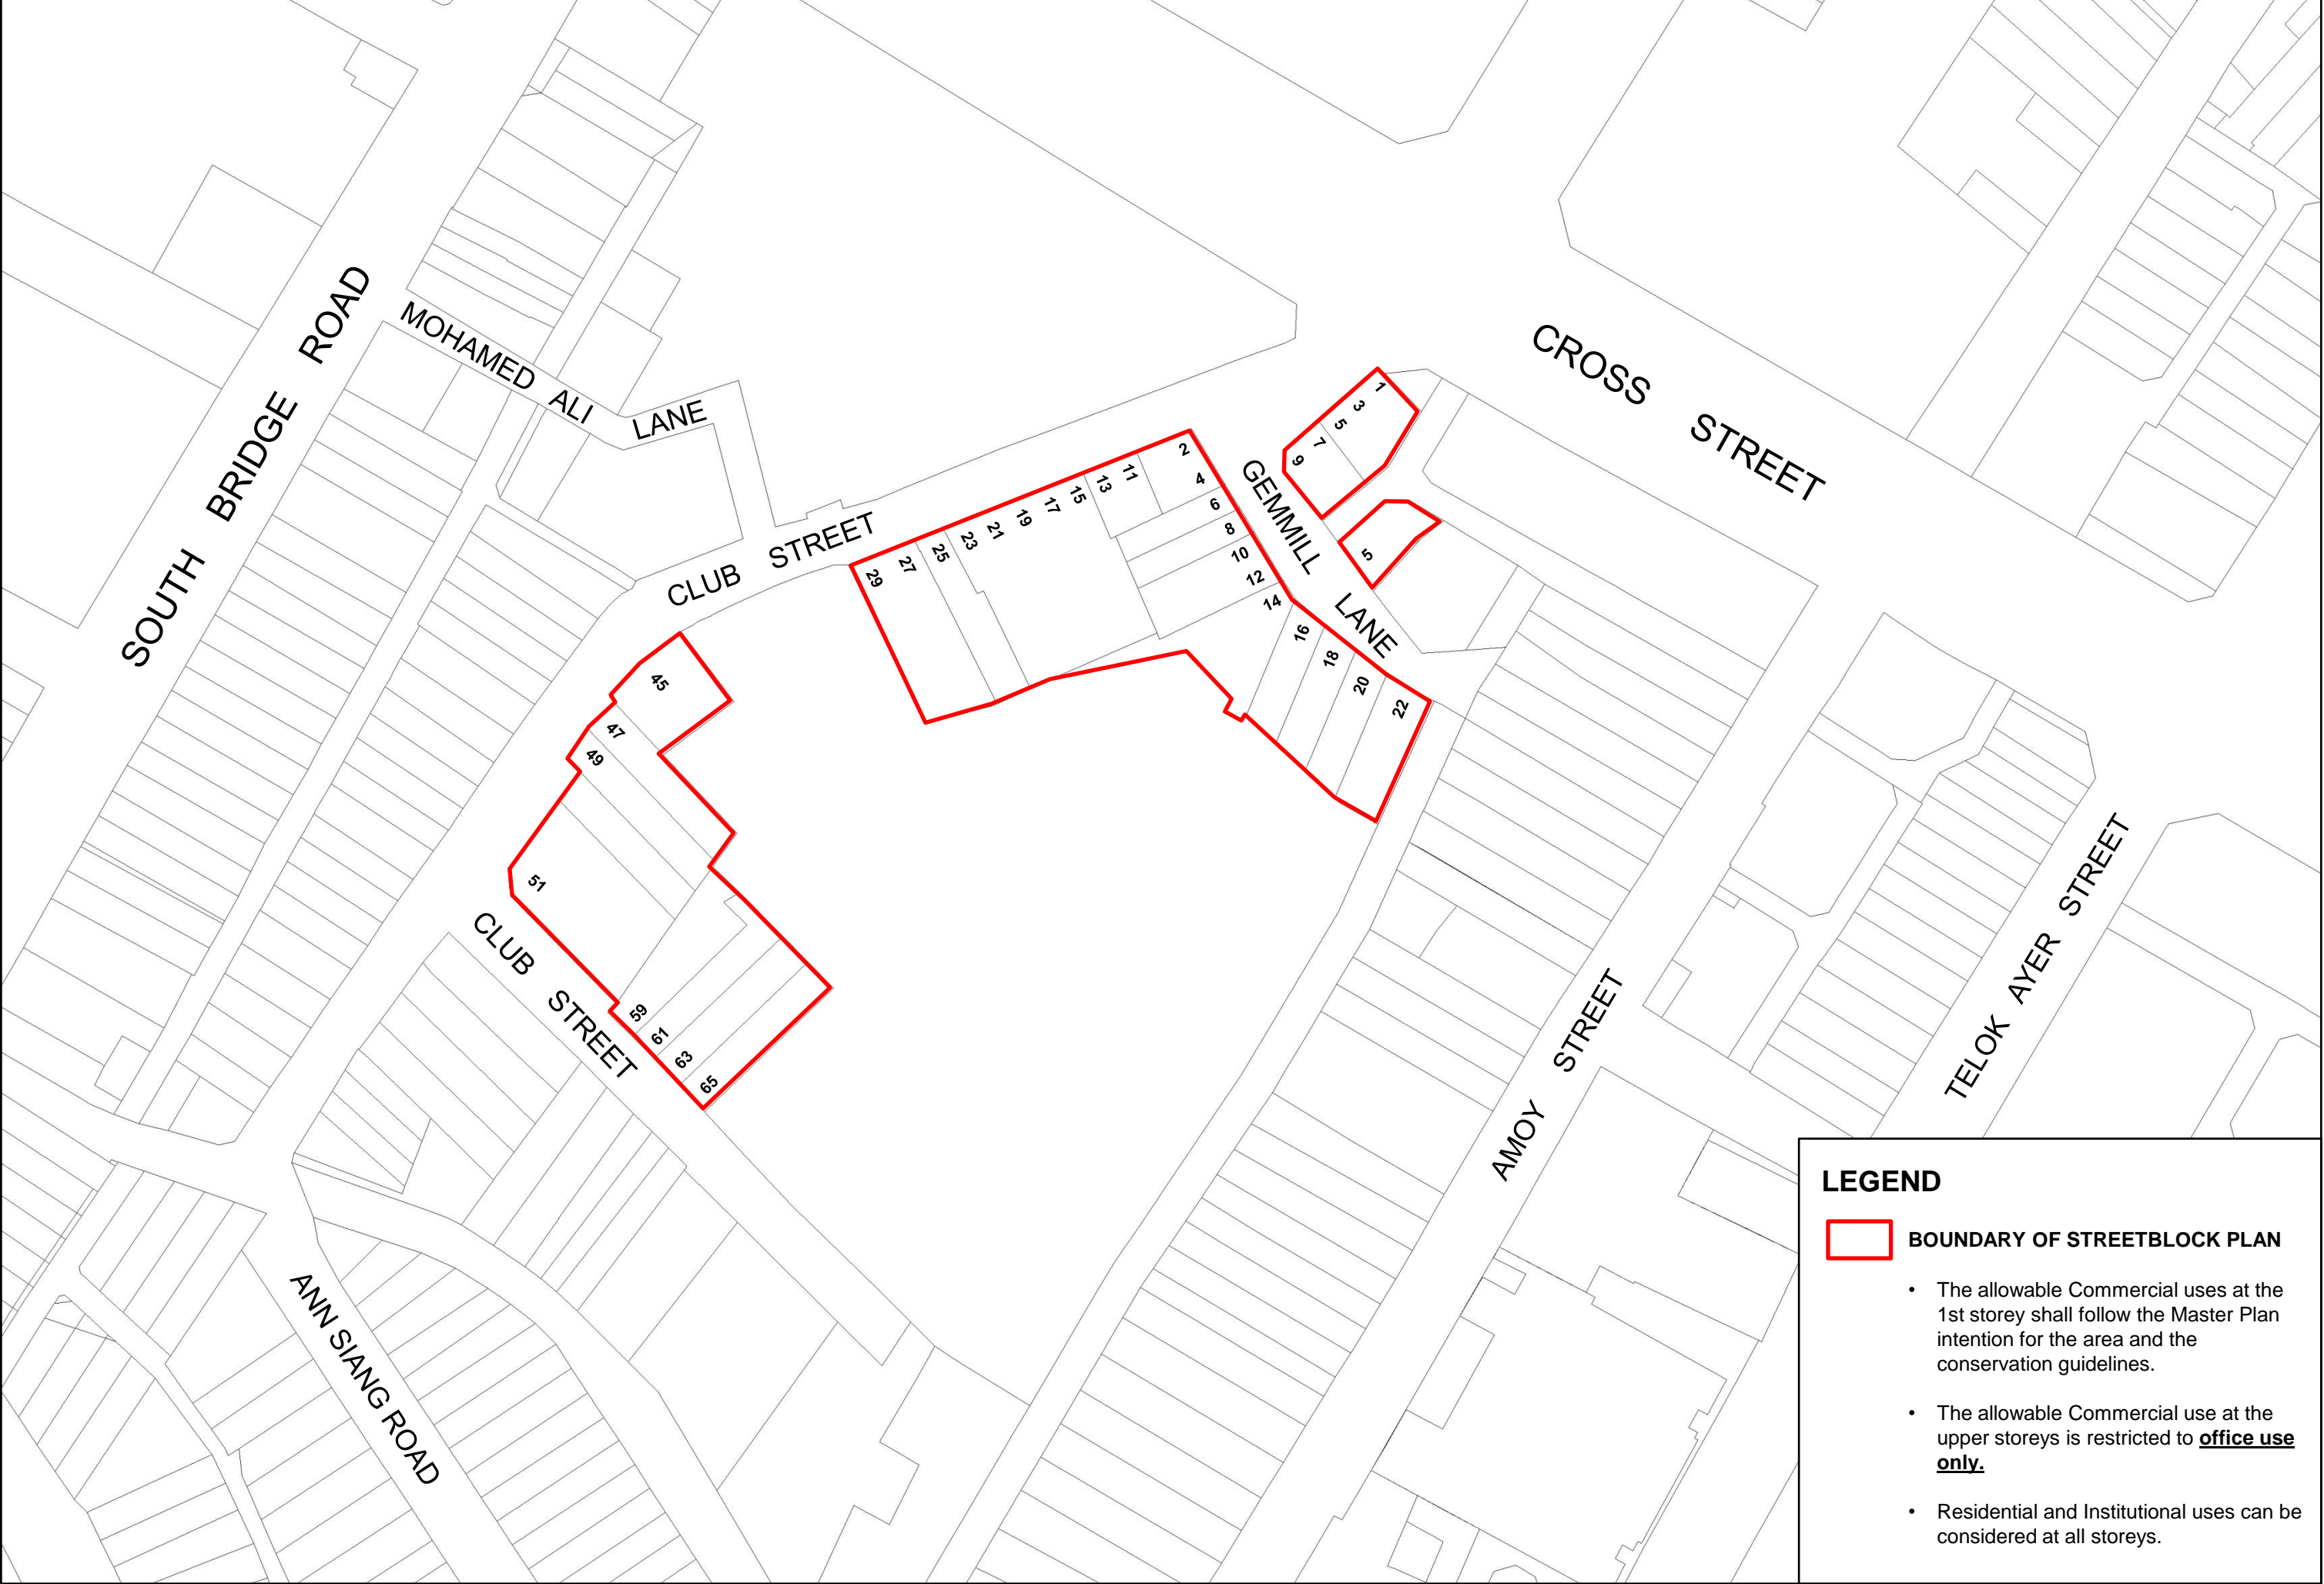 SOUTH BRIDGE ROAD
MOHAMED ALI LANE
CLUB STREET
CROSS STREET
GEMMILL LANE
1
3
5
7
9
5
2
4
6
8
10
12
14
16
18
20
22
11
13
15
17
19
21
23
25
27
29
45
47
49
51
59
61
63
65
CLUB STREET
ANN SIANG ROAD
AMOY STREET
TELOK AYER STREET
LEGEND
BOUNDARY OF STREETBLOCK PLAN
• The allowable Commercial uses at the
1st storey shall follow the Master Plan
intention for the area and the
conservation guidelines.
• The allowable Commercial use at the
upper storeys is restricted to office use
only.
• Residential and Institutional uses can be
considered at all storeys.